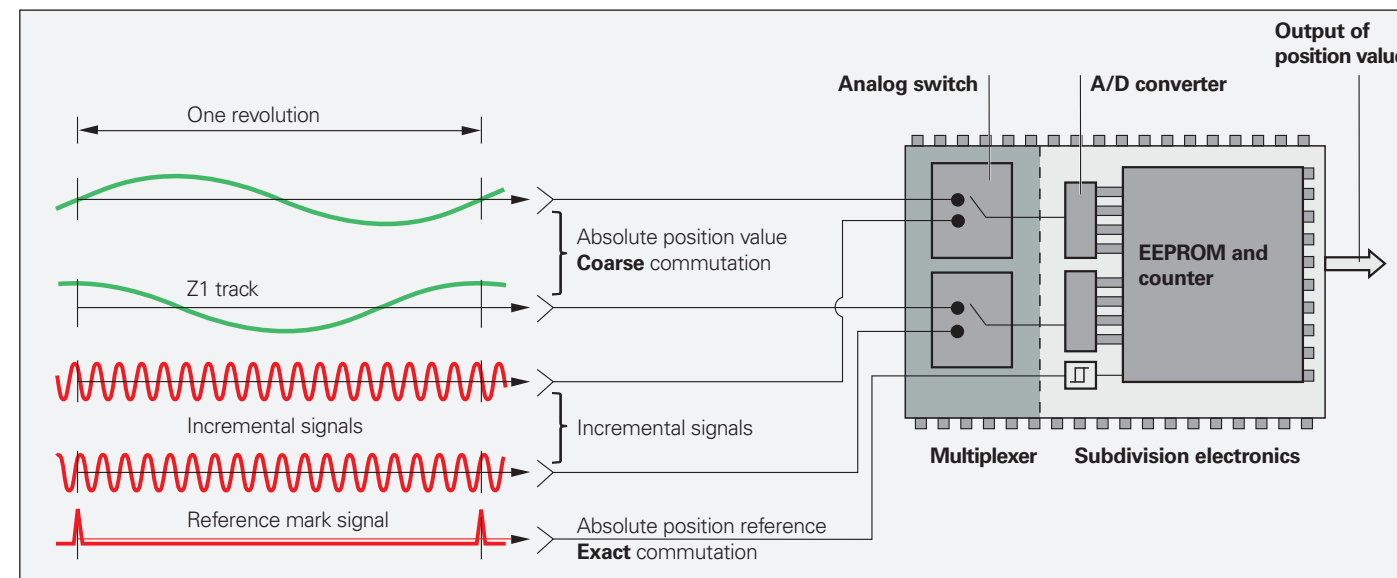 Output of
position value
Analog switch
A/D converter
One revolution
Absolute position value
Coarse commutation
Z1 track
EEPROM and
counter
Incremental signals
Incremental signals
Multiplexer
Subdivision electronics
Reference mark signal
Absolute position reference
Exact commutation